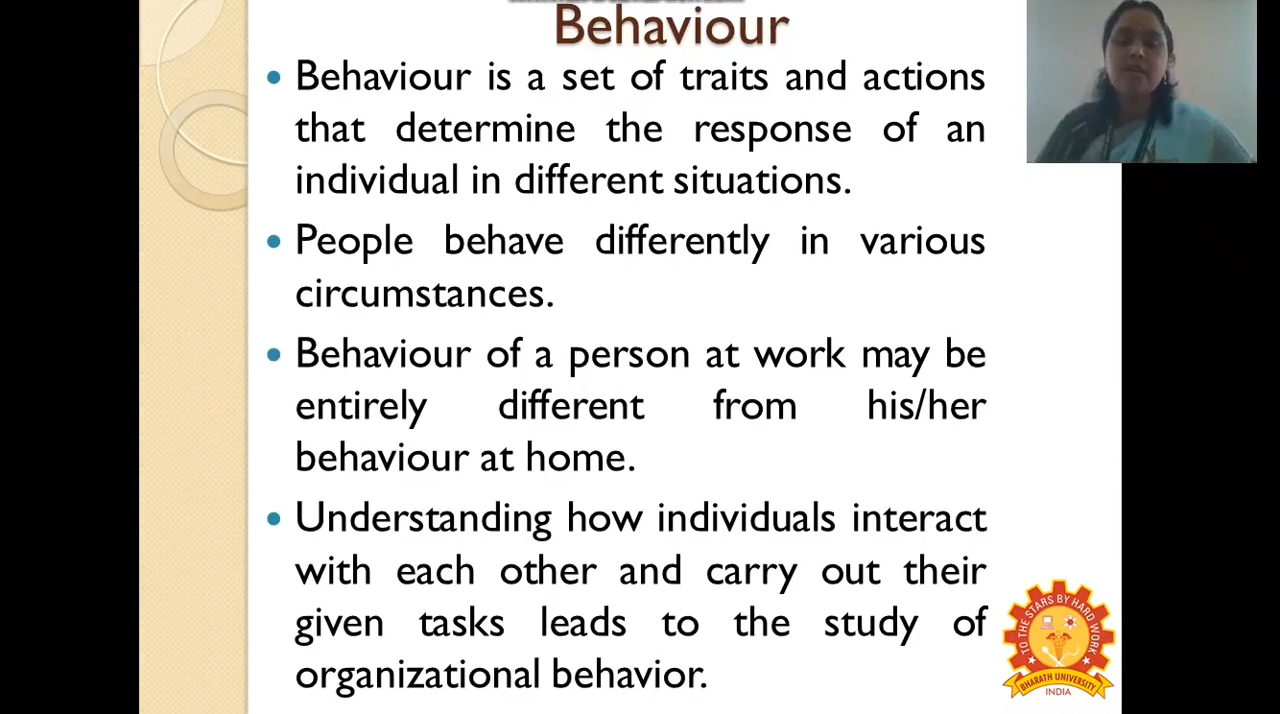 Behaviour
Behaviour is a set of traits and actions
that determine the response of an
individual in different situations.
People behave differently in various
circumstances.
Behaviour of a person at work may be
entirely different from his/her
behaviour at home.
Understanding how individuals interact
with each other and carry out their
given tasks leads to the study of
organizational behavior.
TO THE STARS BY HARD WORK
BHARATH UNIVERSITY
INDIA